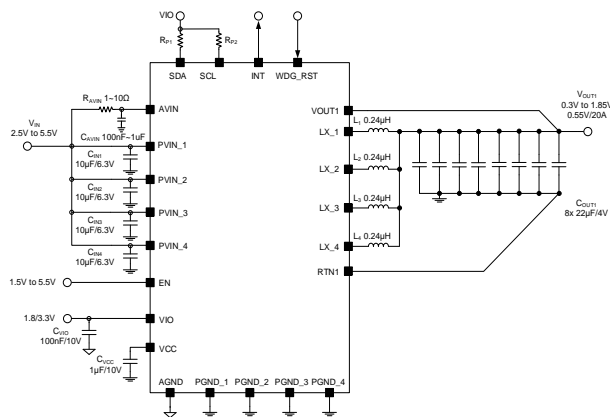 VIO
RP1
RP2
SDA
SCL
INT
WDG_RST
RAVIN 1~10Ω
AVIN
VIN
2.5V to 5.5V
CAVIN 100nF~1uF
PVIN_1
CIN1
10µF/6.3V
PVIN_2
CIN2
10µF/6.3V
PVIN_3
CIN3
10µF/6.3V
PVIN_4
CIN4
10µF/6.3V
1.5V to 5.5V
EN
1.8/3.3V
VIO
CVIO
100nF/10V
VCC
CVCC
1µF/10V
AGND
PGND_1
PGND_2
PGND_3
PGND_4
VOUT1
LX_1
L1 0.24µH
LX_2
L2 0.24µH
LX_3
L3 0.24µH
LX_4
L4 0.24µH
RTN1
VOUT1
0.3V to 1.85V
0.55V/20A
COUT1
8x 22µF/4V